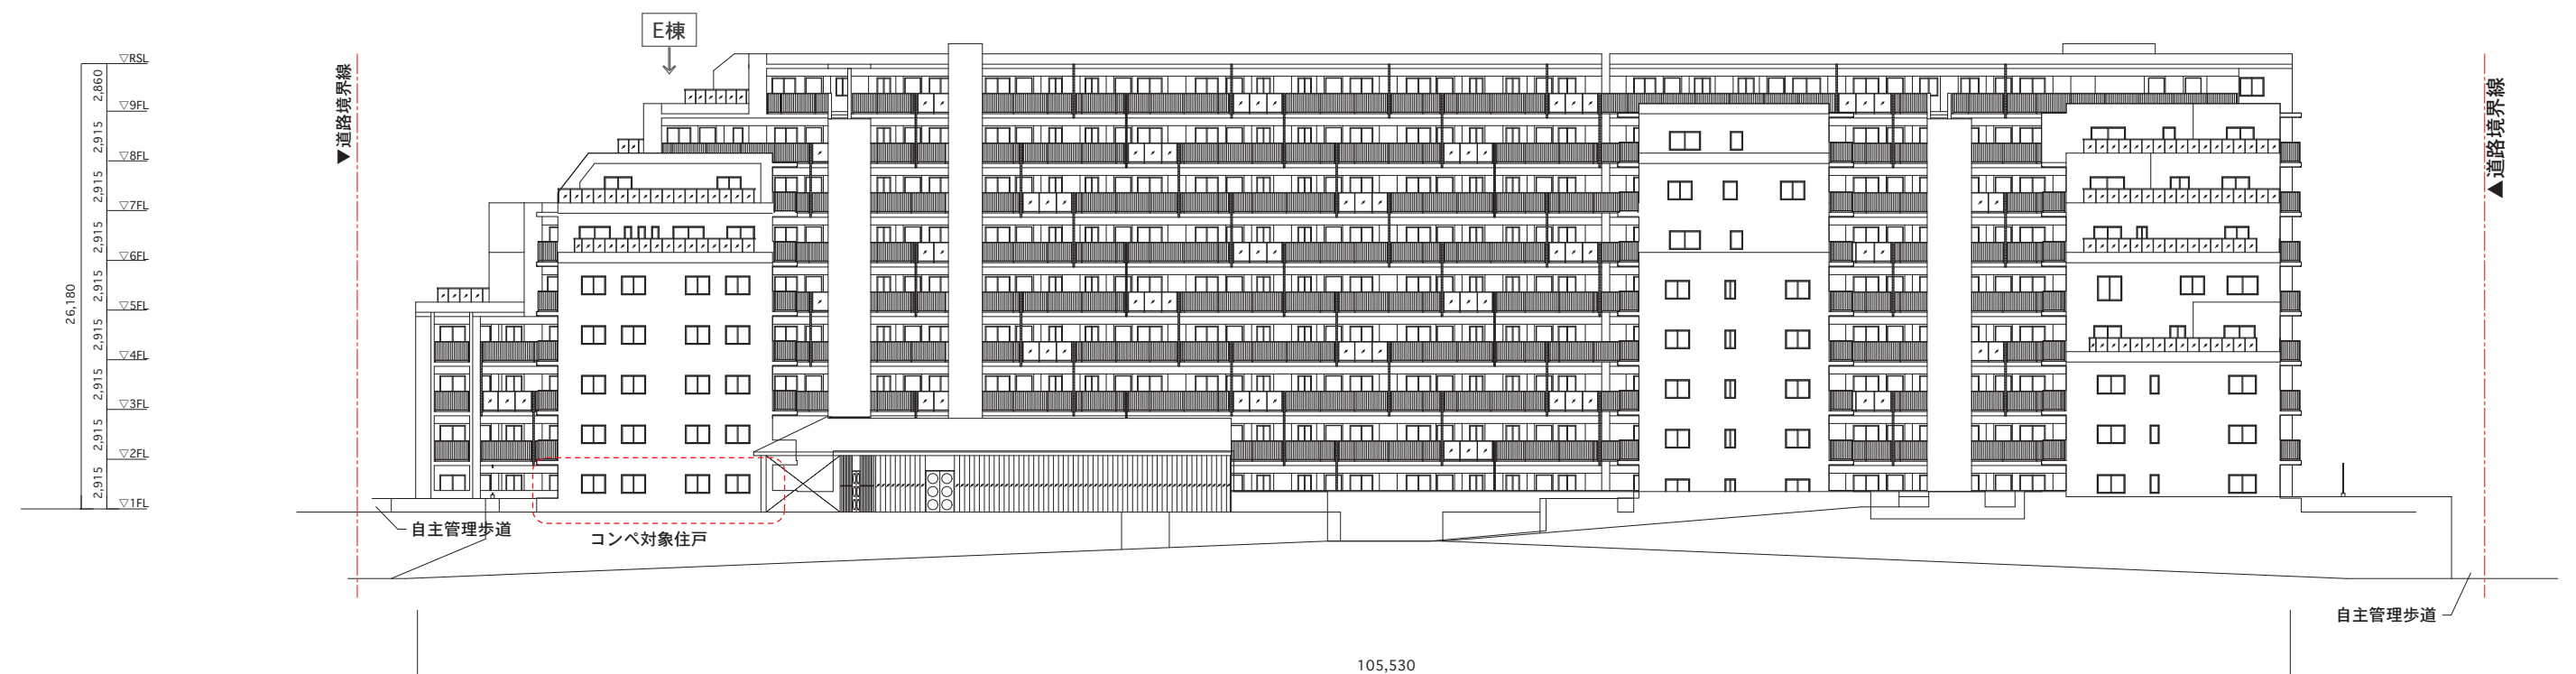 E棟
▽RSL
2,860
▽9FL
2,915
▽8FL
2,915
▽7FL
2,915
▽6FL
2,915
▽5FL
2,915
▽4FL
2,915
▽3FL
2,915
▽2FL
2,915
▽1FL
26,180
▼道路境界線
▲道路境界線
自主管理歩道
コンペ対象住戸
自主管理歩道
105,530